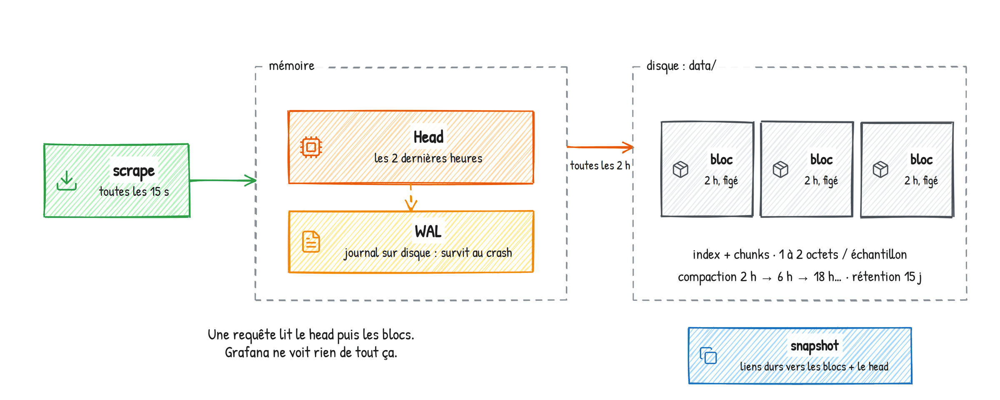 mémoire
disque : data/
scrape
toutes les 15 s
Head
les 2 dernières heures
WAL
journal sur disque : survit au crash
toutes les 2 h
bloc
2 h, figé
bloc
2 h, figé
bloc
2 h, figé
index + chunks · 1 à 2 octets / échantillon
compaction 2 h → 6 h → 18 h... · rétention 15 j
Une requête lit le head puis les blocs.
Grafana ne voit rien de tout ça.
snapshot
liens durs vers les blocs + le head